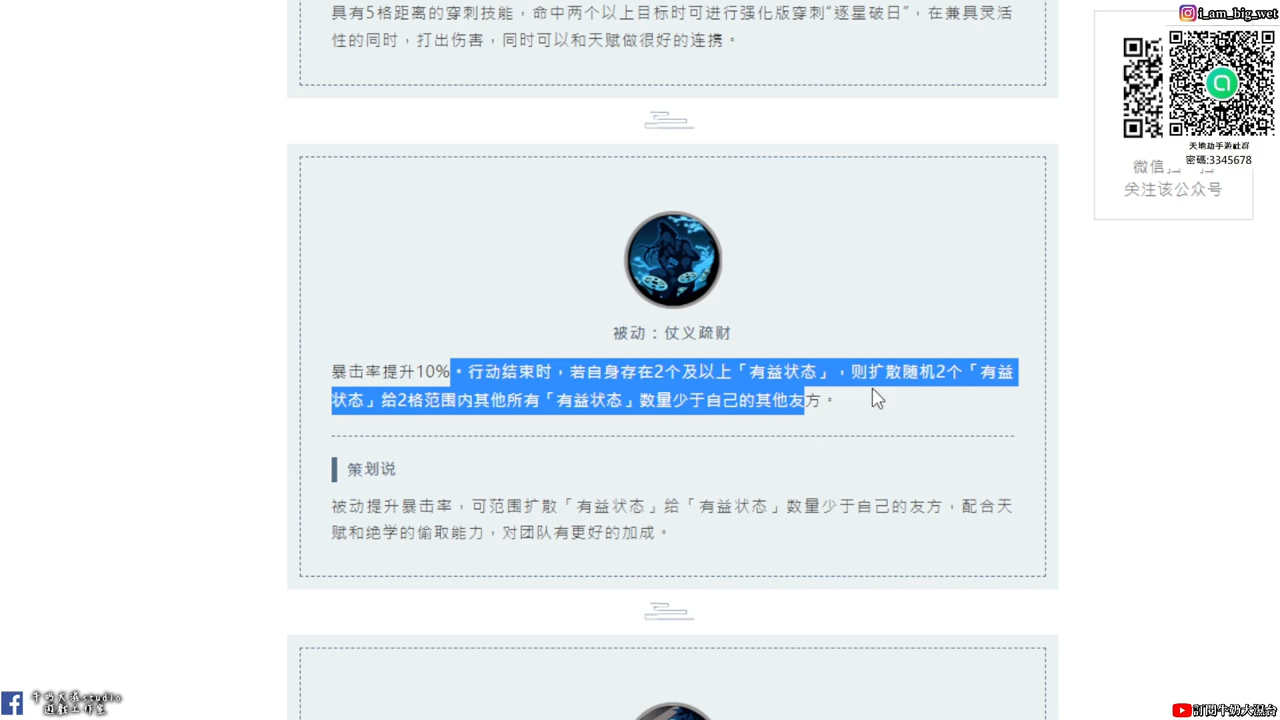 具有5格距离的穿刺技能，命中两个以上目标时可进行强化版穿刺“逐星破日”，在兼具灵活
性的同时，打出伤害，同时可以和天赋做很好的连携。
i_am_big_wet
天地劫手游社群
密碼:3345678
微信
关注该公众号
被动：仗义疏财
暴击率提升10%。行动结束时，若自身存在2个及以上「有益状态」，则扩散随机2个「有益
状态」给2格范围内其他所有「有益状态」数量少于自己的其他友方。
策划说
被动提升暴击率，可范围扩散「有益状态」给「有益状态」数量少于自己的友方，配合天
赋和绝学的偷取能力，对团队有更好的加成。
牛奶大濕studio
遊戲工作室
訂閱牛奶大濕台